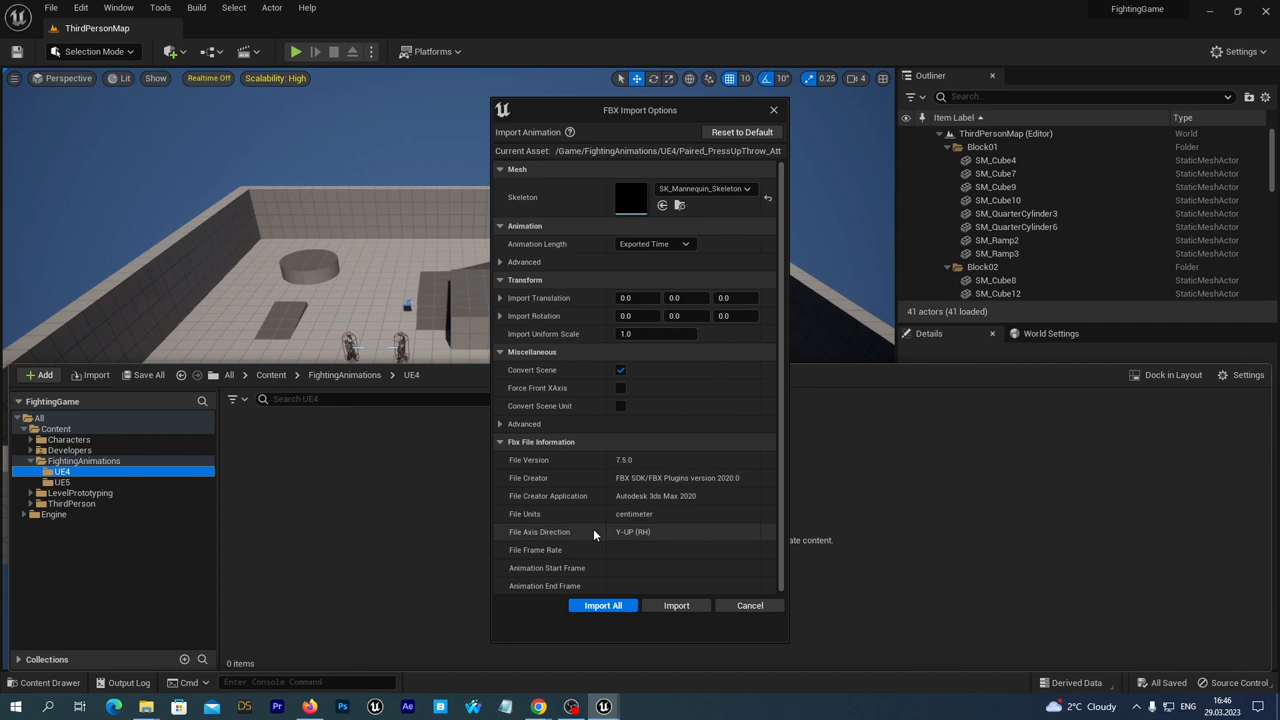 File Edit Window Tools Build Select Actor Help
FightingGame
ThirdPersonMap
Selection Mode
Platforms
Settings
Perspective Lit Show Realtime Off Scalability: High
10 10° 0.25 4
Outliner
Search...
Item Label Type
ThirdPersonMap (Editor) World
Block01 Folder
SM_Cube4 StaticMeshActor
SM_Cube7 StaticMeshActor
SM_Cube9 StaticMeshActor
SM_Cube10 StaticMeshActor
SM_QuarterCylinder3 StaticMeshActor
SM_QuarterCylinder6 StaticMeshActor
SM_Ramp2 StaticMeshActor
SM_Ramp3 StaticMeshActor
Block02 Folder
SM_Cube8 StaticMeshActor
SM_Cube12 StaticMeshActor
41 actors (41 loaded)
Details World Settings
FBX Import Options
Import Animation Reset to Default
Current Asset: /Game/FightingAnimations/UE4/Paired_PressUpThrow_Att
Mesh
Skeleton SK_Mannequin_Skeleton
Animation
Animation Length Exported Time
Advanced
Transform
Import Translation 0.0 0.0 0.0
Import Rotation 0.0 0.0 0.0
Import Uniform Scale 1.0
Miscellaneous
Convert Scene
Force Front XAxis
Convert Scene Unit
Advanced
Fbx File Information
File Version 7.5.0
File Creator FBX SDK/FBX Plugins version 2020.0
File Creator Application Autodesk 3ds Max 2020
File Units centimeter
File Axis Direction Y-UP (RH)
File Frame Rate
Animation Start Frame
Animation End Frame
Import All Import Cancel
Add Import Save All All Content FightingAnimations UE4
Dock in Layout Settings
FightingGame
Search UE4
All
Content
Characters
Developers
FightingAnimations
UE4
UE5
LevelPrototyping
ThirdPerson
Engine
ate content.
Collections
0 items
Content Drawer Output Log Cmd Enter Console Command
Derived Data All Saved Source Control
2°C Cloudy
16:46
29.03.2023